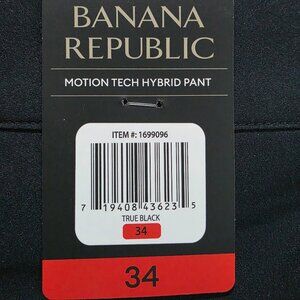 BANANA
REPUBLIC
MOTION TECH HYBRID PANT
ITEM #: 1699096
7 19408 43623 5
TRUE BLACK
34
34